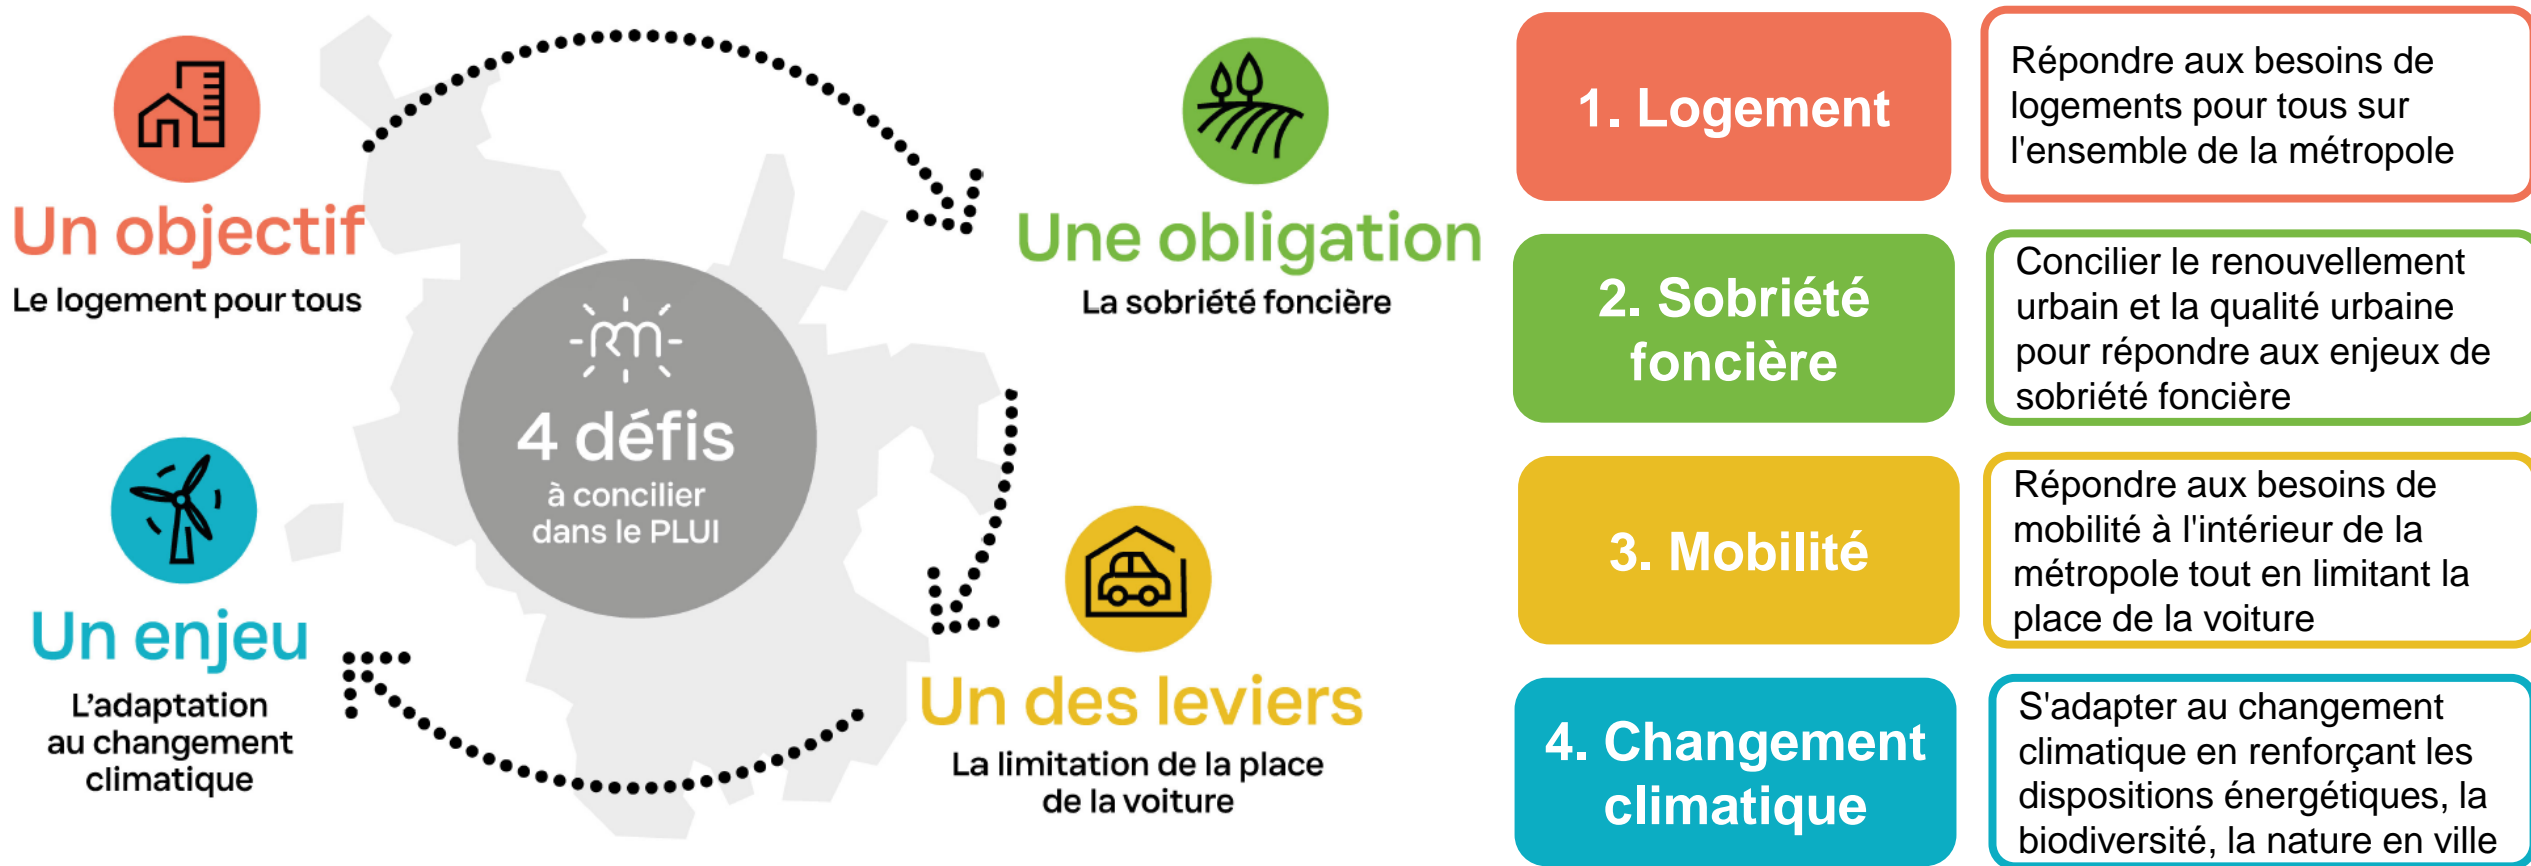 Un objectif
Le logement pour tous
Une obligation
La sobriété foncière
rm
4 défis
à concilier
dans le PLUI
Un des leviers
La limitation de la place
de la voiture
Un enjeu
L’adaptation
au changement
climatique
1. Logement
Répondre aux besoins de
logements pour tous sur
l'ensemble de la métropole
2. Sobriété
foncière
Concilier le renouvellement
urbain et la qualité urbaine
pour répondre aux enjeux de
sobriété foncière
3. Mobilité
Répondre aux besoins de
mobilité à l'intérieur de la
métropole tout en limitant la
place de la voiture
4. Changement
climatique
S'adapter au changement
climatique en renforçant les
dispositions énergétiques, la
biodiversité, la nature en ville